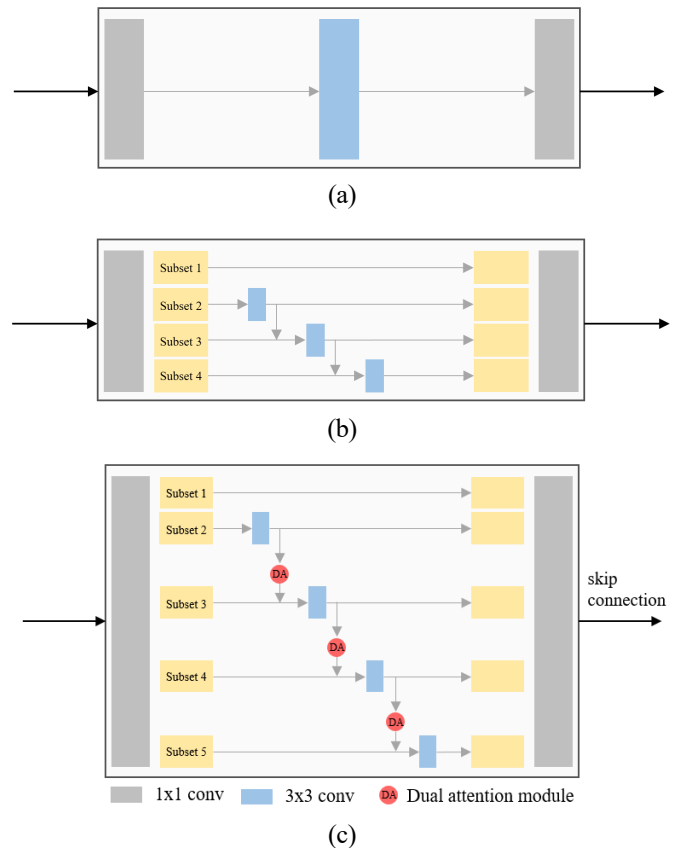 (a)
Subset 1
Subset 2
Subset 3
Subset 4
(b)
Subset 1
Subset 2
DA
Subset 3
skip
connection
DA
Subset 4
DA
Subset 5
1x1 conv 3x3 conv DA Dual attention module
(c)